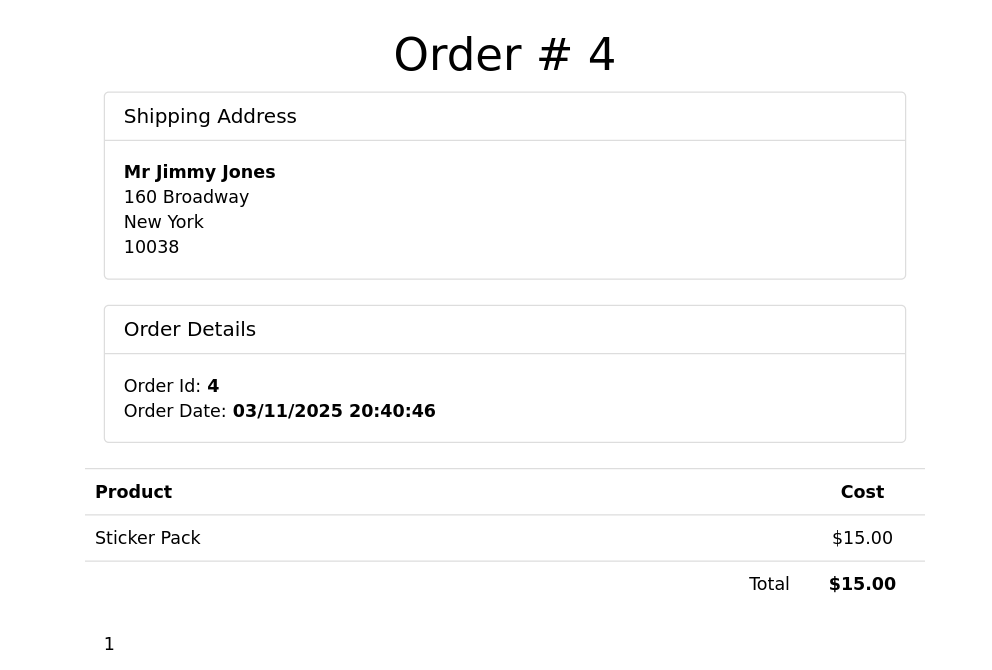 Order # 4
Shipping Address
Mr Jimmy Jones
160 Broadway
New York
10038
Order Details
Order Id: 4
Order Date: 03/11/2025 20:40:46
Product Cost
Sticker Pack $15.00
Total $15.00
1